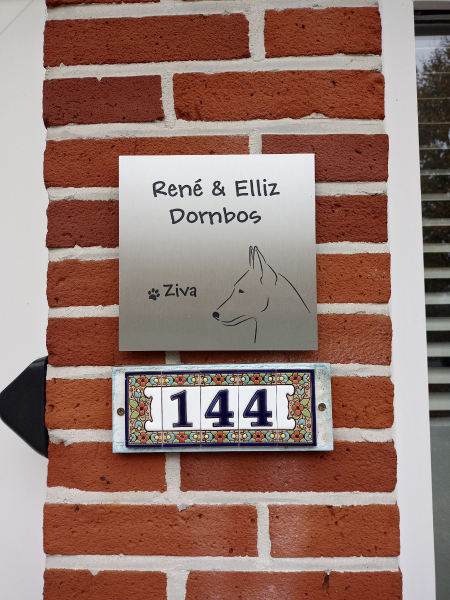 René & Elliz
Dornbos
Ziva
144